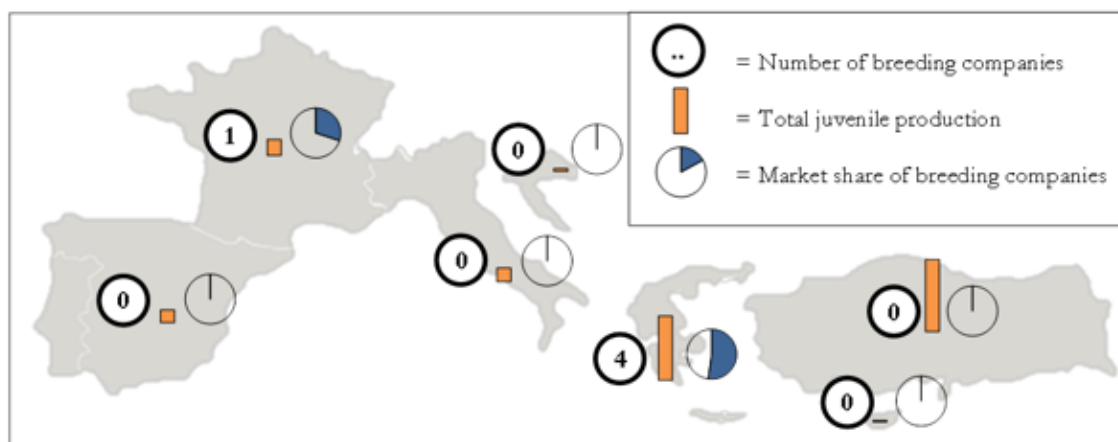 ..
= Number of breeding companies
= Total juvenile production
= Market share of breeding companies
1
0
0
0
0
4
0